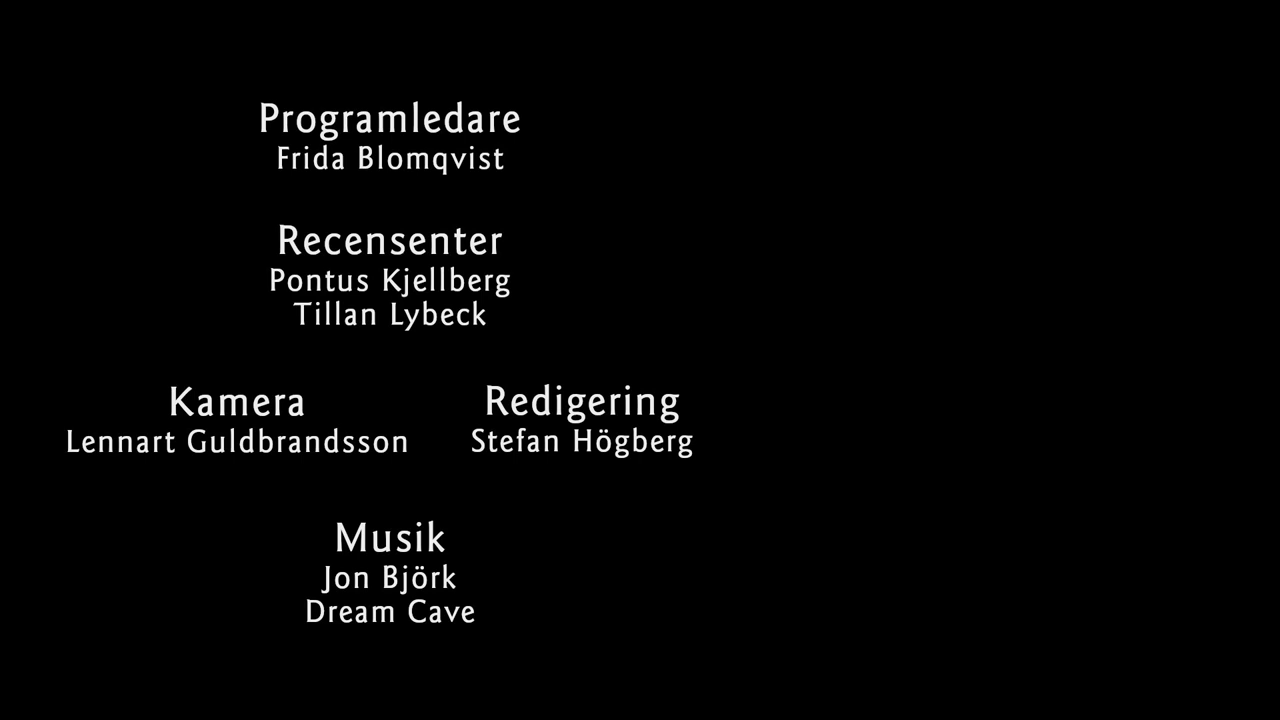 Programledare
Frida Blomqvist
Recensenter
Pontus Kjellberg
Tillan Lybeck
Kamera
Lennart Guldbrandsson
Redigering
Stefan Högberg
Musik
Jon Björk
Dream Cave